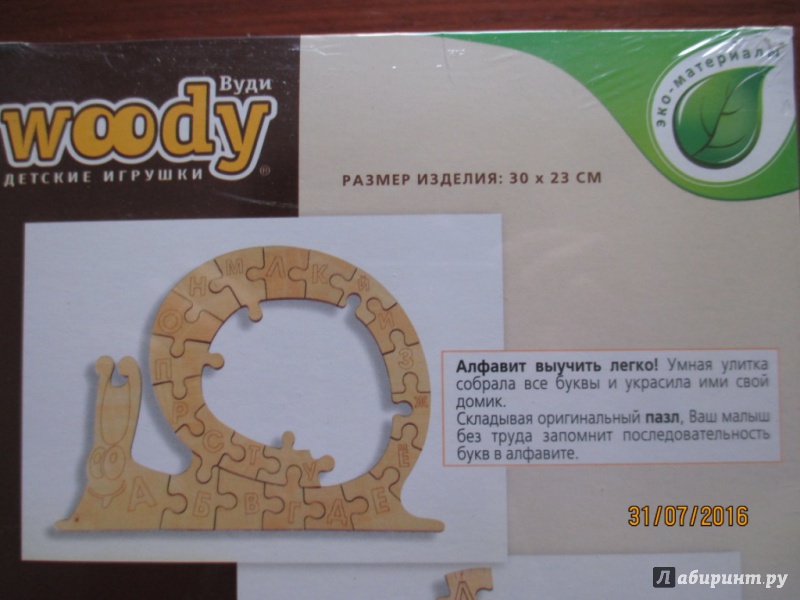 Вуди
woody
ДЕТСКИЕ ИГРУШКИ ®
эко-материалы
РАЗМЕР ИЗДЕЛИЯ: 30 х 23 СМ
М Л К Й
Н И
О З
П Ж
Р Ё
С Т У
А Б В Г Д Е
Алфавит выучить легко! Умная улитка
собрала все буквы и украсила ими свой
домик.
Складывая оригинальный пазл, Ваш малыш
без труда запомнит последовательность
букв в алфавите.
31/07/2016
Лабиринт.ру